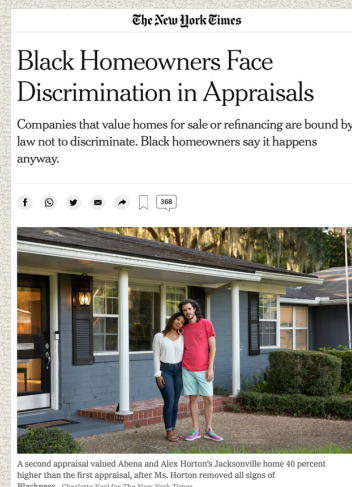 The New York Times
Black Homeowners Face
Discrimination in Appraisals
Companies that value homes for sale or refinancing are bound by
law not to discriminate. Black homeowners say it happens
anyway.
368
A second appraisal valued Abena and Alex Horton's Jacksonville home 40 percent
higher than the first appraisal, after Ms. Horton removed all signs of
Blackness. Charlotte Kesl for The New York Times